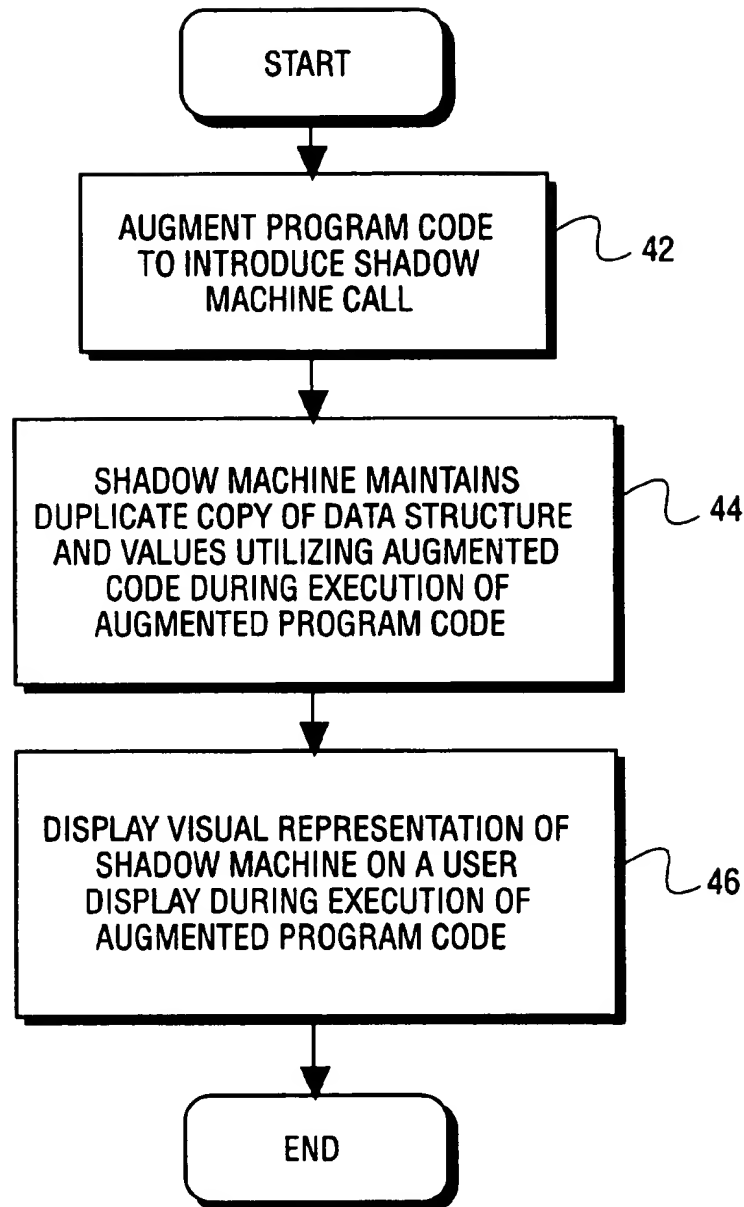 START
AUGMENT PROGRAM CODE
TO INTRODUCE SHADOW
MACHINE CALL
42
SHADOW MACHINE MAINTAINS
DUPLICATE COPY OF DATA STRUCTURE
AND VALUES UTILIZING AUGMENTED
CODE DURING EXECUTION OF
AUGMENTED PROGRAM CODE
44
DISPLAY VISUAL REPRESENTATION OF
SHADOW MACHINE ON A USER
DISPLAY DURING EXECUTION OF
AUGMENTED PROGRAM CODE
46
END